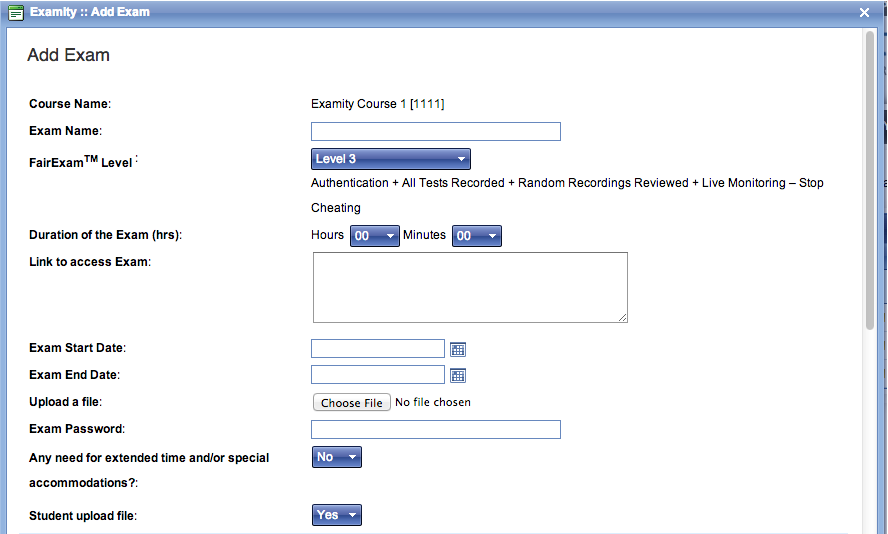 Examity :: Add Exam
Add Exam
Course Name: Examity Course 1 [1111]
Exam Name:
FairExam™ Level : Level 3
Authentication + All Tests Recorded + Random Recordings Reviewed + Live Monitoring – Stop
Cheating
Duration of the Exam (hrs): Hours 00 Minutes 00
Link to access Exam:
Exam Start Date:
Exam End Date:
Upload a file: Choose File No file chosen
Exam Password:
Any need for extended time and/or special
accommodations?: No
Student upload file: Yes